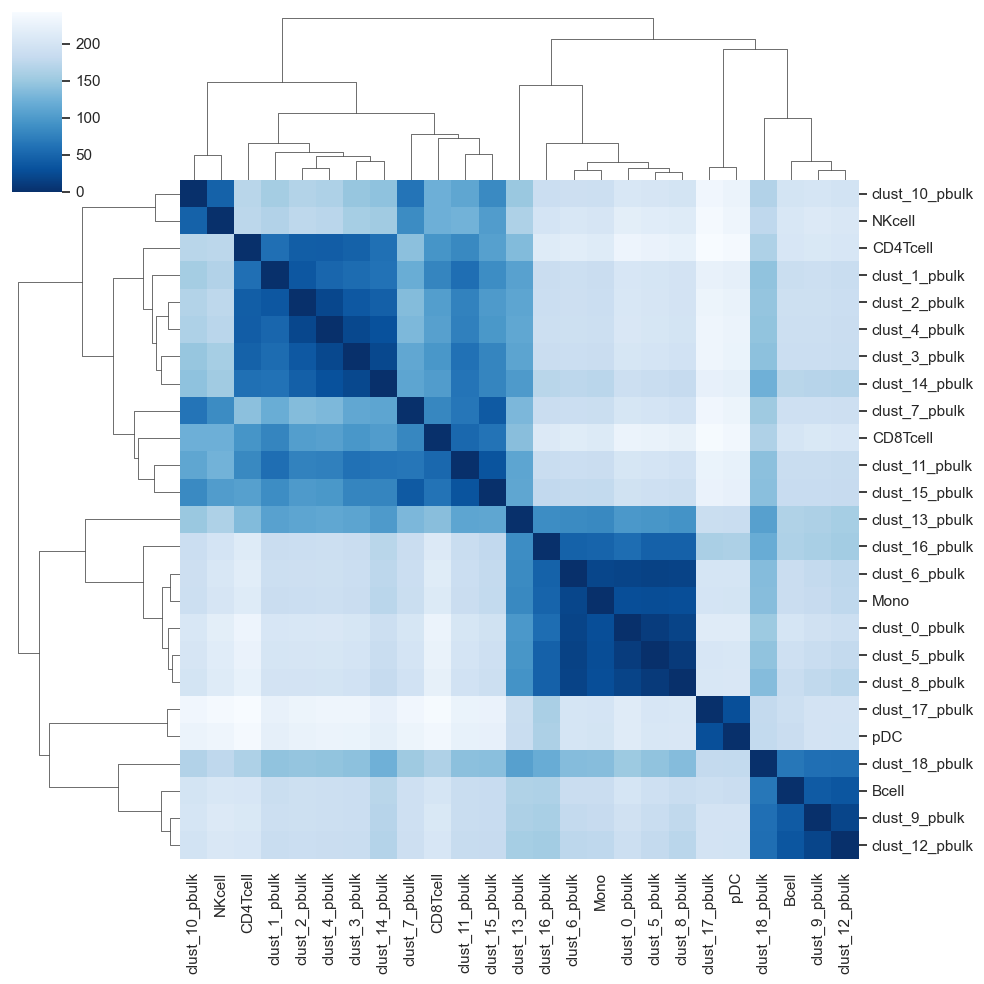 200
150
100
50
0
clust_10_pbulk
NKcell
CD4Tcell
clust_1_pbulk
clust_2_pbulk
clust_4_pbulk
clust_3_pbulk
clust_14_pbulk
clust_7_pbulk
CD8Tcell
clust_11_pbulk
clust_15_pbulk
clust_13_pbulk
clust_16_pbulk
clust_6_pbulk
Mono
clust_0_pbulk
clust_5_pbulk
clust_8_pbulk
clust_17_pbulk
pDC
clust_18_pbulk
Bcell
clust_9_pbulk
clust_12_pbulk
clust_10_pbulk
NKcell
CD4Tcell
clust_1_pbulk
clust_2_pbulk
clust_4_pbulk
clust_3_pbulk
clust_14_pbulk
clust_7_pbulk
CD8Tcell
clust_11_pbulk
clust_15_pbulk
clust_13_pbulk
clust_16_pbulk
clust_6_pbulk
Mono
clust_0_pbulk
clust_5_pbulk
clust_8_pbulk
clust_17_pbulk
pDC
clust_18_pbulk
Bcell
clust_9_pbulk
clust_12_pbulk